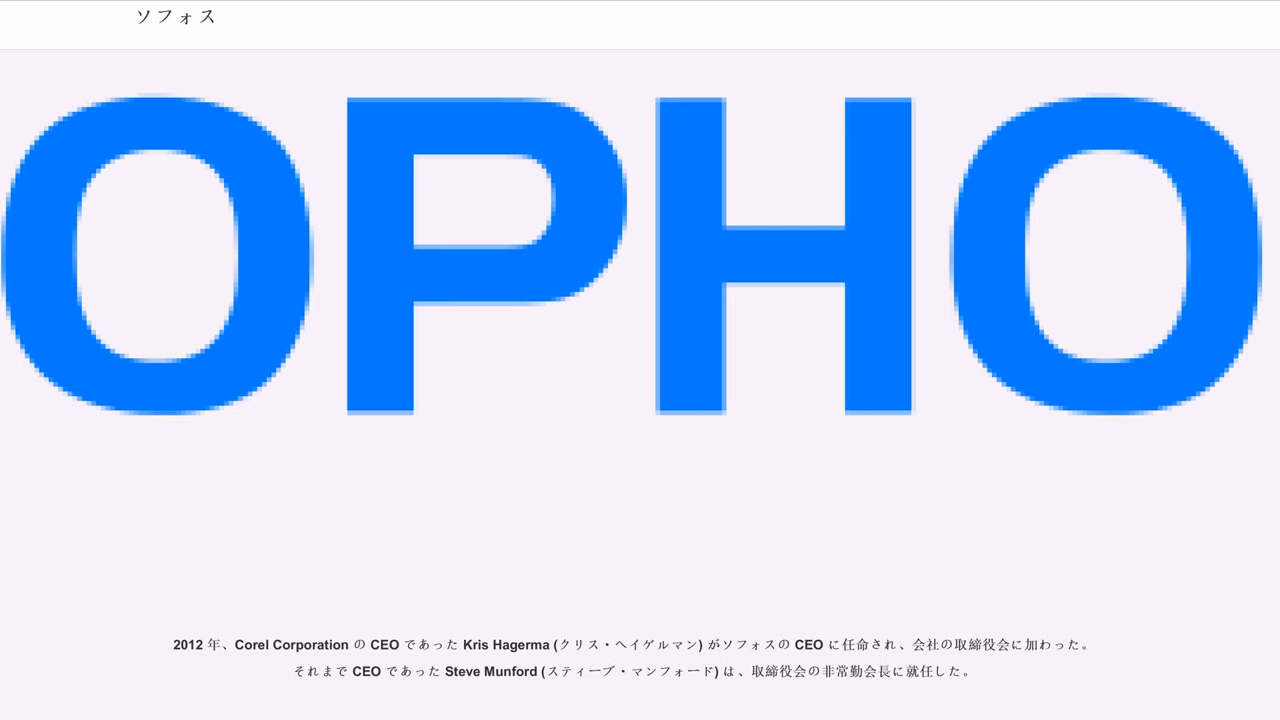 ソフォス
OPHO
2012 年、Corel Corporation の CEO であった Kris Hagerma (クリス・ヘイゲルマン) がソフォスの CEO に任命され、会社の取締役会に加わった。
それまで CEO であった Steve Munford (スティーブ・マンフォード) は、取締役会の非常勤会長に就任した。